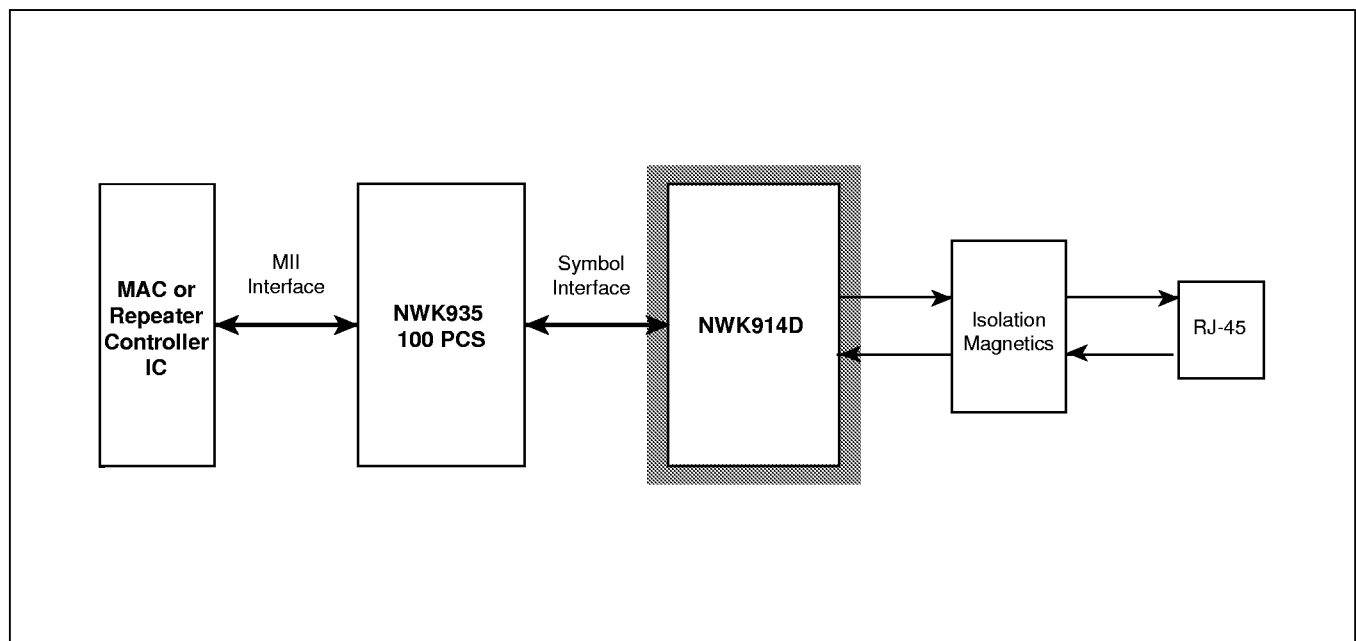 MAC or
Repeater
Controller
IC
MII
Interface
NWK935
100 PCS
Symbol
Interface
NWK914D
Isolation
Magnetics
RJ-45